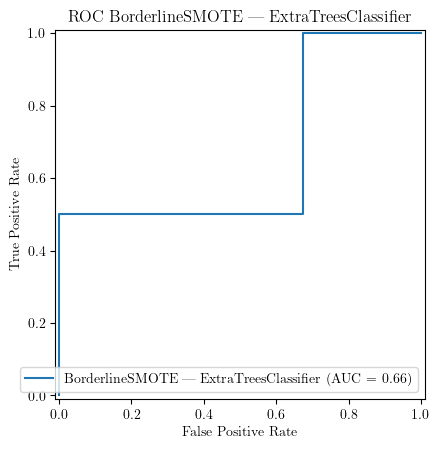 ROC BorderlineSMOTE — ExtraTreesClassifier
1.0
0.8
0.6
0.4
0.2
0.0
True Positive Rate
BorderlineSMOTE — ExtraTreesClassifier (AUC = 0.66)
0.0 0.2 0.4 0.6 0.8 1.0
False Positive Rate